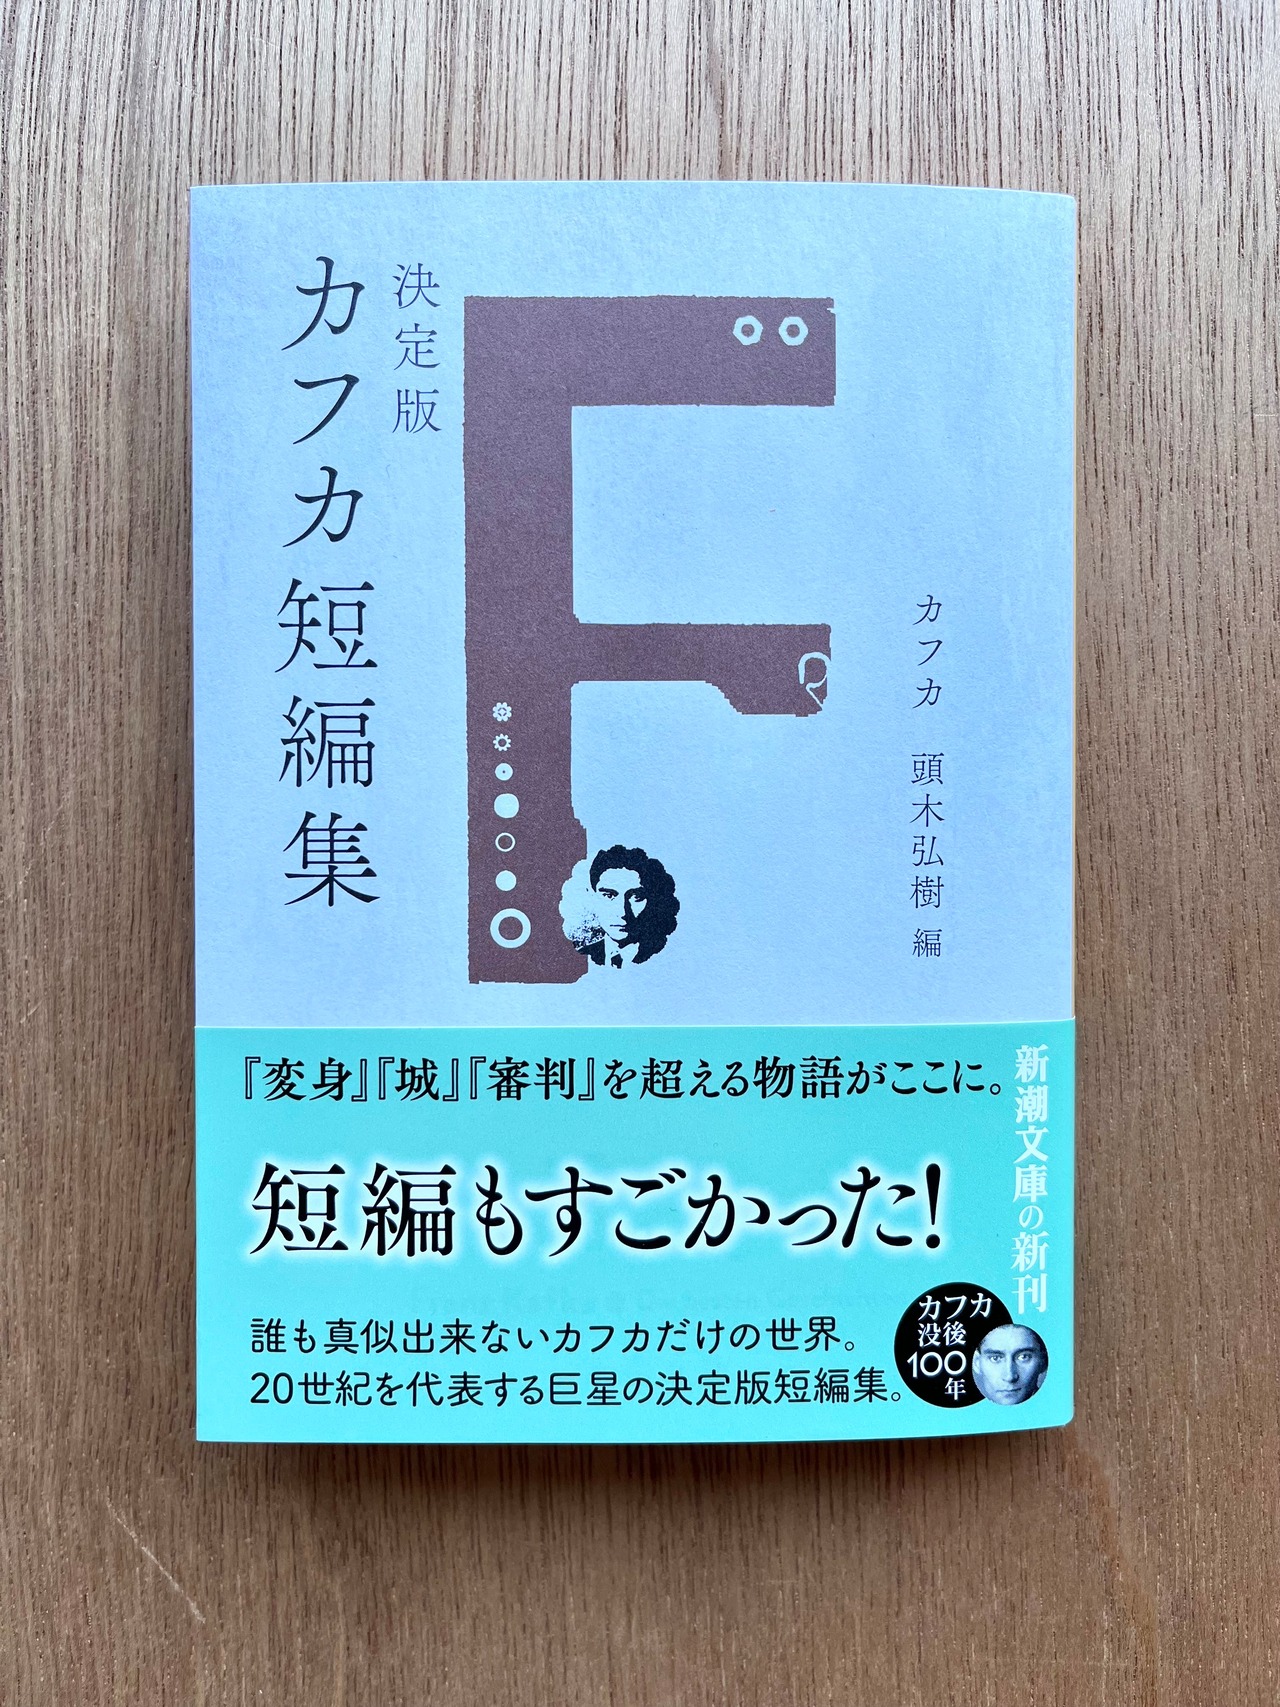 決定版
カフカ短編集
カフカ 頭木弘樹 編
『変身』『城』『審判』を超える物語がここに。
短編もすごかった!
誰も真似出来ないカフカだけの世界。
20世紀を代表する巨星の決定版短編集。
新潮文庫の新刊
カフカ
没後
100年